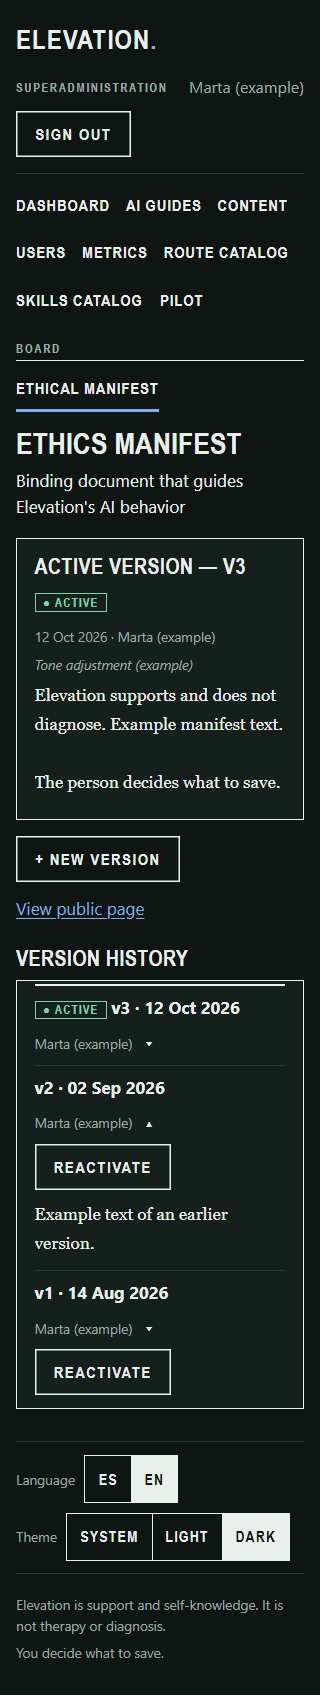 ELEVATION.
SUPERADMINISTRATION Marta (example)
SIGN OUT
DASHBOARD AI GUIDES CONTENT
USERS METRICS ROUTE CATALOG
SKILLS CATALOG PILOT
BOARD
ETHICAL MANIFEST
ETHICS MANIFEST
Binding document that guides
Elevation's AI behavior
ACTIVE VERSION — V3
● ACTIVE
12 Oct 2026 · Marta (example)
Tone adjustment (example)
Elevation supports and does not
diagnose. Example manifest text.
The person decides what to save.
+ NEW VERSION
View public page
VERSION HISTORY
● ACTIVE v3 · 12 Oct 2026
Marta (example) ▾
v2 · 02 Sep 2026
Marta (example) ▴
REACTIVATE
Example text of an earlier
version.
v1 · 14 Aug 2026
Marta (example) ▾
REACTIVATE
Language ES EN
Theme SYSTEM LIGHT DARK
Elevation is support and self-knowledge. It is
not therapy or diagnosis.
You decide what to save.